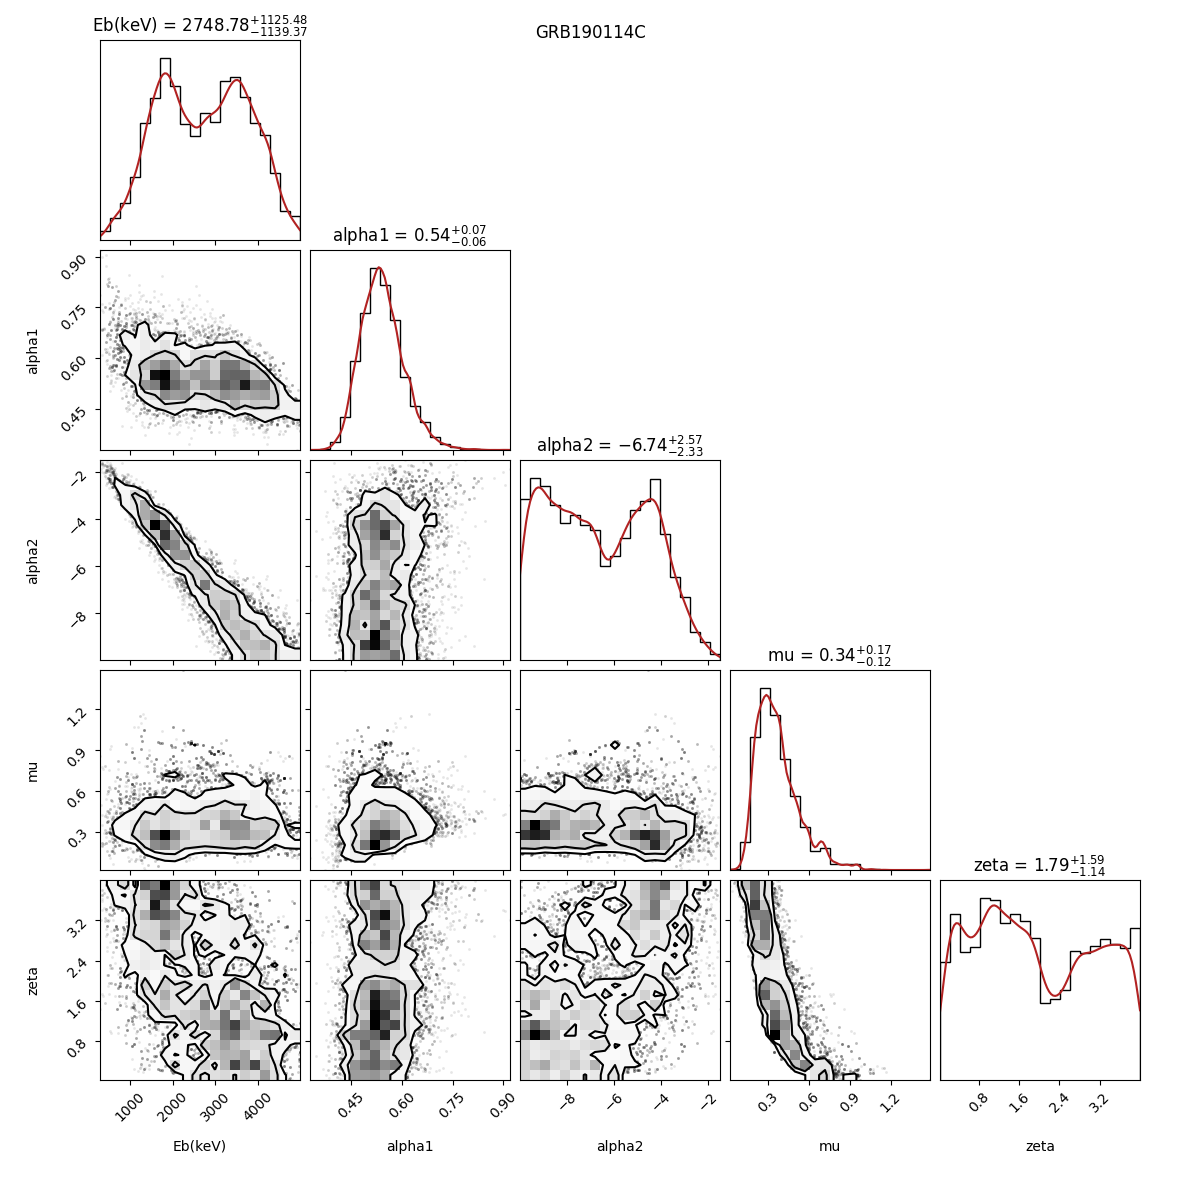 Eb(keV) = 2748.78+1125.48−1139.37
GRB190114C
alpha1 = 0.54+0.07−0.06
0.90
0.75
0.60
0.45
alpha1
alpha2 = −6.74+2.57−2.33
−2
−4
−6
−8
alpha2
mu = 0.34+0.17−0.12
1.2
0.9
0.6
0.3
mu
zeta = 1.79+1.59−1.14
3.2
2.4
1.6
0.8
zeta
1000 2000 3000 4000
0.45 0.60 0.75 0.90
−8 −6 −4 −2
0.3 0.6 0.9 1.2
0.8 1.6 2.4 3.2
Eb(keV) alpha1 alpha2 mu zeta